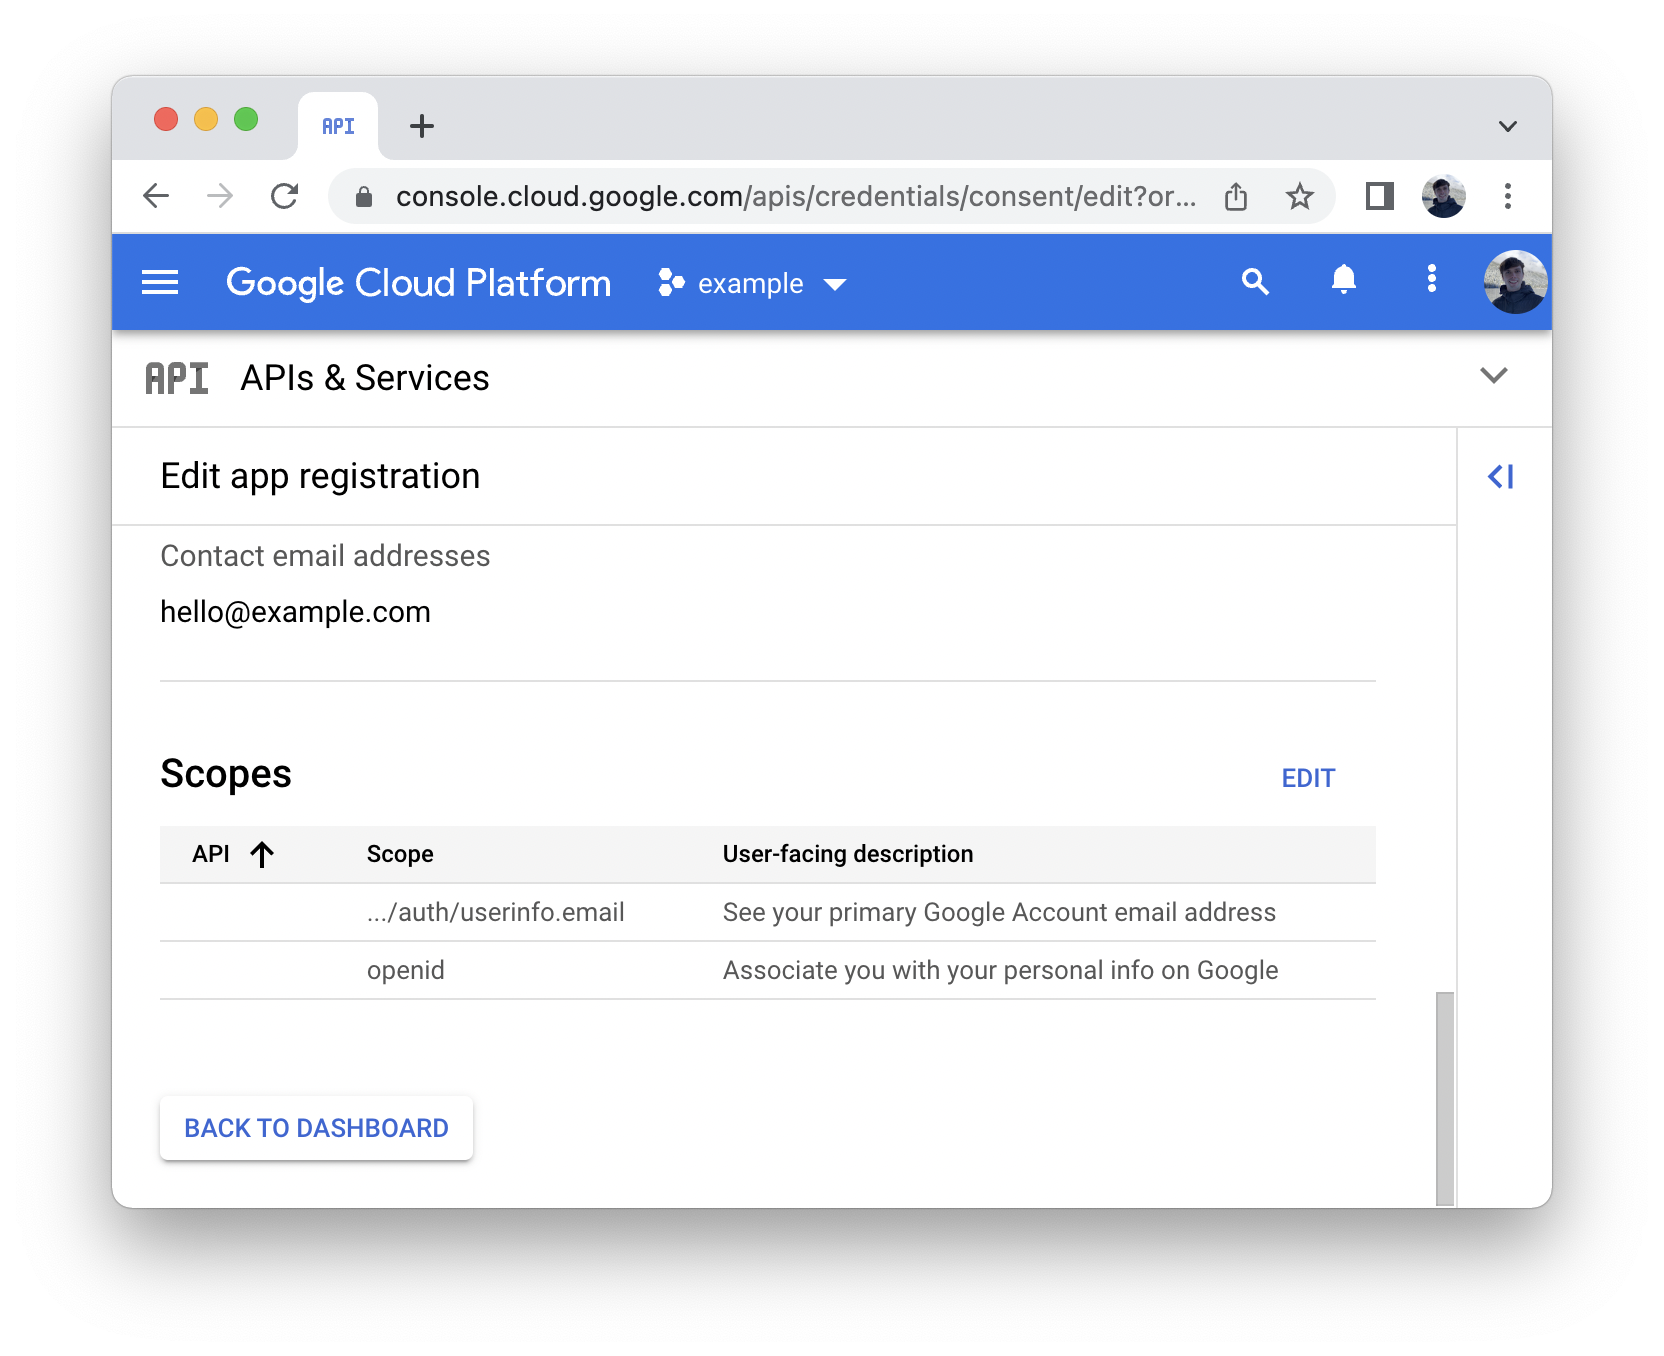 API
console.cloud.google.com/apis/credentials/consent/edit?or...
Google Cloud Platform example
API APIs & Services
Edit app registration
Contact email addresses
hello@example.com
Scopes EDIT
API Scope User-facing description
.../auth/userinfo.email See your primary Google Account email address
openid Associate you with your personal info on Google
BACK TO DASHBOARD